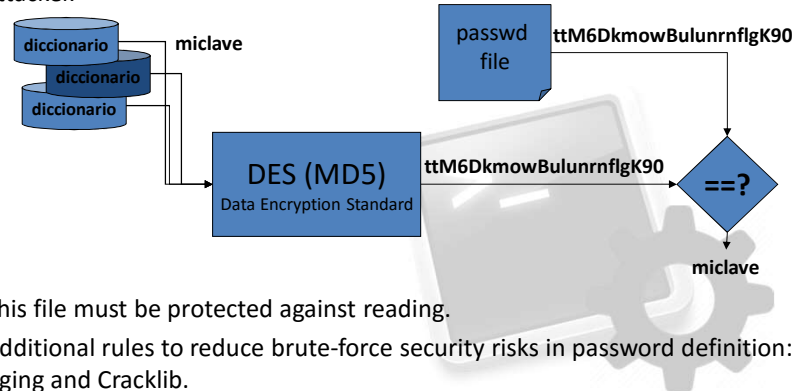 diccionario
miclave
diccionario
diccionario
passwd
file
ttM6DkmowBulunrnflgK90
DES (MD5)
Data Encryption Standard
ttM6DkmowBulunrnflgK90
==?
miclave
his file must be protected against reading.
dditional rules to reduce brute-force security risks in password definition:
ging and Cracklib.